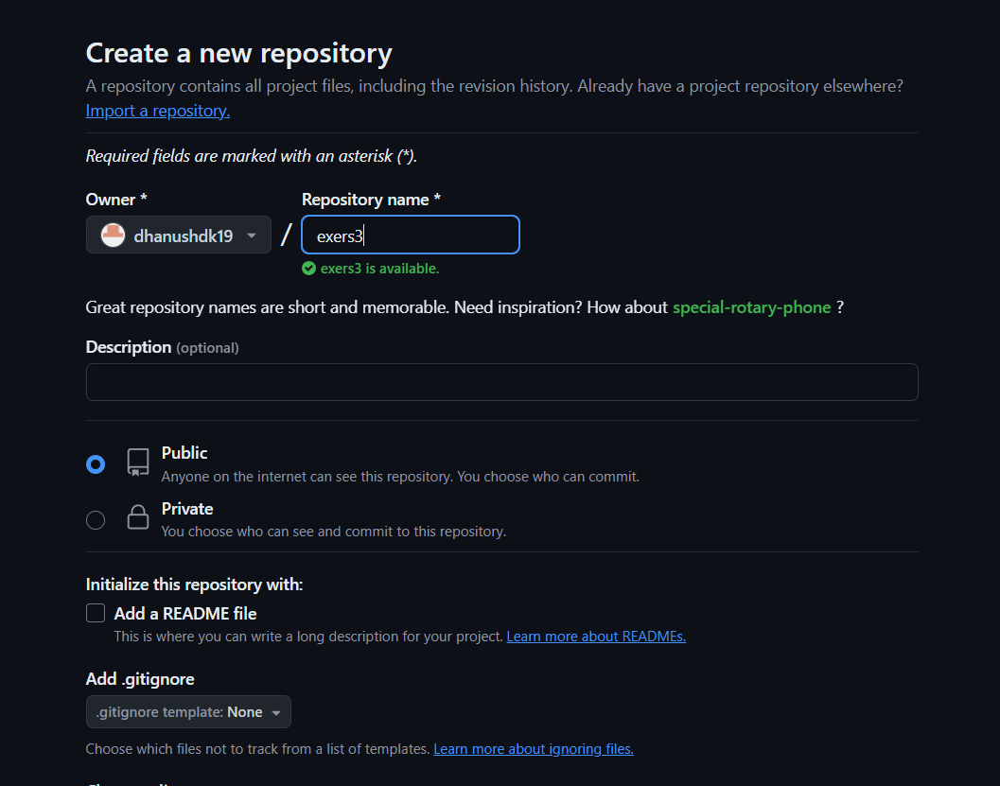 Create a new repository
A repository contains all project files, including the revision history. Already have a project repository elsewhere?
Import a repository.
Required fields are marked with an asterisk (*).
Owner * Repository name *
dhanushdk19 / exers3
exers3 is available.
Great repository names are short and memorable. Need inspiration? How about special-rotary-phone ?
Description (optional)
Public
Anyone on the internet can see this repository. You choose who can commit.
Private
You choose who can see and commit to this repository.
Initialize this repository with:
Add a README file
This is where you can write a long description for your project. Learn more about READMEs.
Add .gitignore
.gitignore template: None
Choose which files not to track from a list of templates. Learn more about ignoring files.